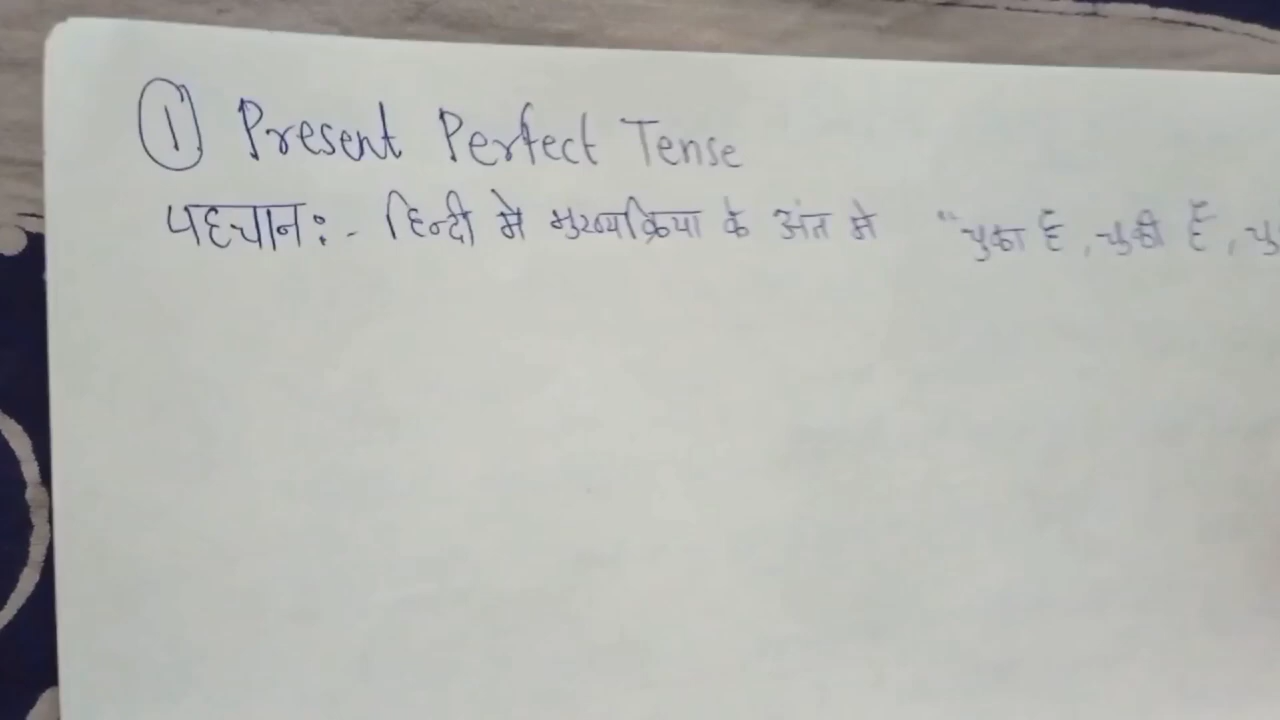 ① Present Perfect Tense
पहचान:- हिन्दी में मुख्यक्रिया के अंत में "चुका है, चुकी है,